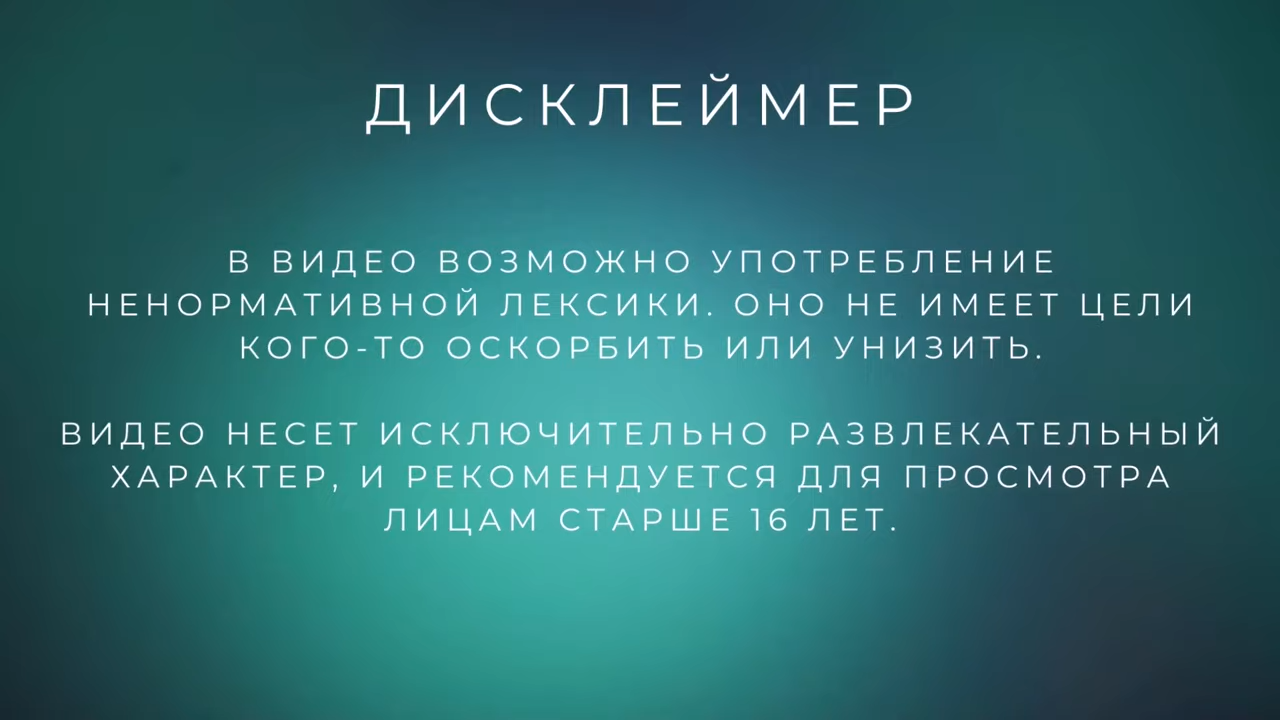 ДИСКЛЕЙМЕР
В ВИДЕО ВОЗМОЖНО УПОТРЕБЛЕНИЕ
НЕНОРМАТИВНОЙ ЛЕКСИКИ. ОНО НЕ ИМЕЕТ ЦЕЛИ
КОГО-ТО ОСКОРБИТЬ ИЛИ УНИЗИТЬ.
ВИДЕО НЕСЕТ ИСКЛЮЧИТЕЛЬНО РАЗВЛЕКАТЕЛЬНЫЙ
ХАРАКТЕР, И РЕКОМЕНДУЕТСЯ ДЛЯ ПРОСМОТРА
ЛИЦАМ СТАРШЕ 16 ЛЕТ.